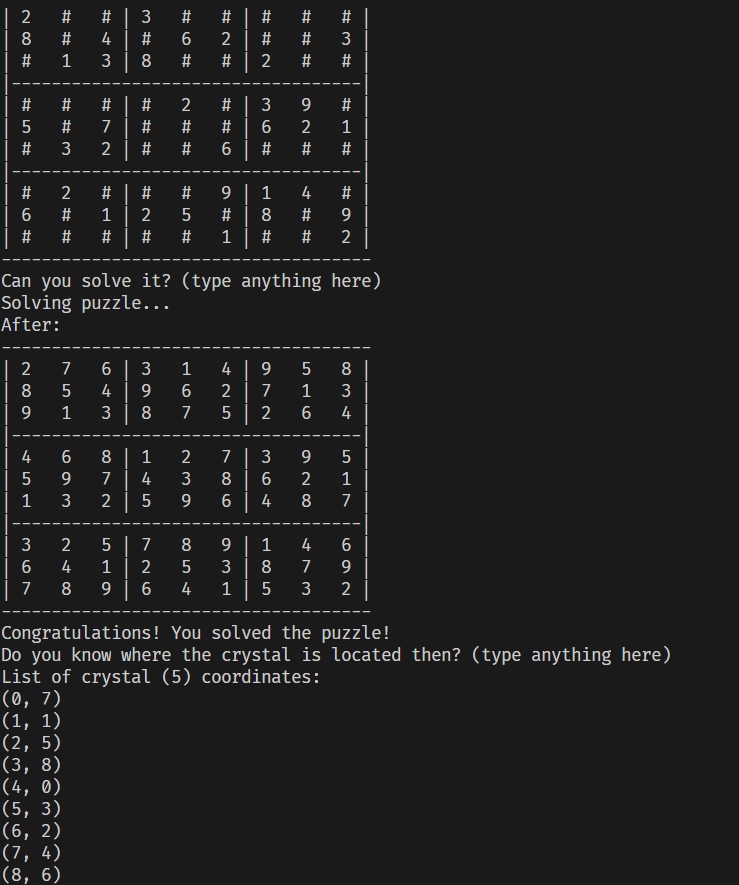 | 2 # # | 3 # # | # # # |
| 8 # 4 | # 6 2 | # # 3 |
| # 1 3 | 8 # # | 2 # # |
|-----------------------------------|
| # # # | # 2 # | 3 9 # |
| 5 # 7 | # # # | 6 2 1 |
| # 3 2 | # # 6 | # # # |
|-----------------------------------|
| # 2 # | # # 9 | 1 4 # |
| 6 # 1 | 2 5 # | 8 # 9 |
| # # # | # # 1 | # # 2 |
-------------------------------------
Can you solve it? (type anything here)
Solving puzzle...
After:
-------------------------------------
| 2 7 6 | 3 1 4 | 9 5 8 |
| 8 5 4 | 9 6 2 | 7 1 3 |
| 9 1 3 | 8 7 5 | 2 6 4 |
|-----------------------------------|
| 4 6 8 | 1 2 7 | 3 9 5 |
| 5 9 7 | 4 3 8 | 6 2 1 |
| 1 3 2 | 5 9 6 | 4 8 7 |
|-----------------------------------|
| 3 2 5 | 7 8 9 | 1 4 6 |
| 6 4 1 | 2 5 3 | 8 7 9 |
| 7 8 9 | 6 4 1 | 5 3 2 |
-------------------------------------
Congratulations! You solved the puzzle!
Do you know where the crystal is located then? (type anything here)
List of crystal (5) coordinates:
(0, 7)
(1, 1)
(2, 5)
(3, 8)
(4, 0)
(5, 3)
(6, 2)
(7, 4)
(8, 6)